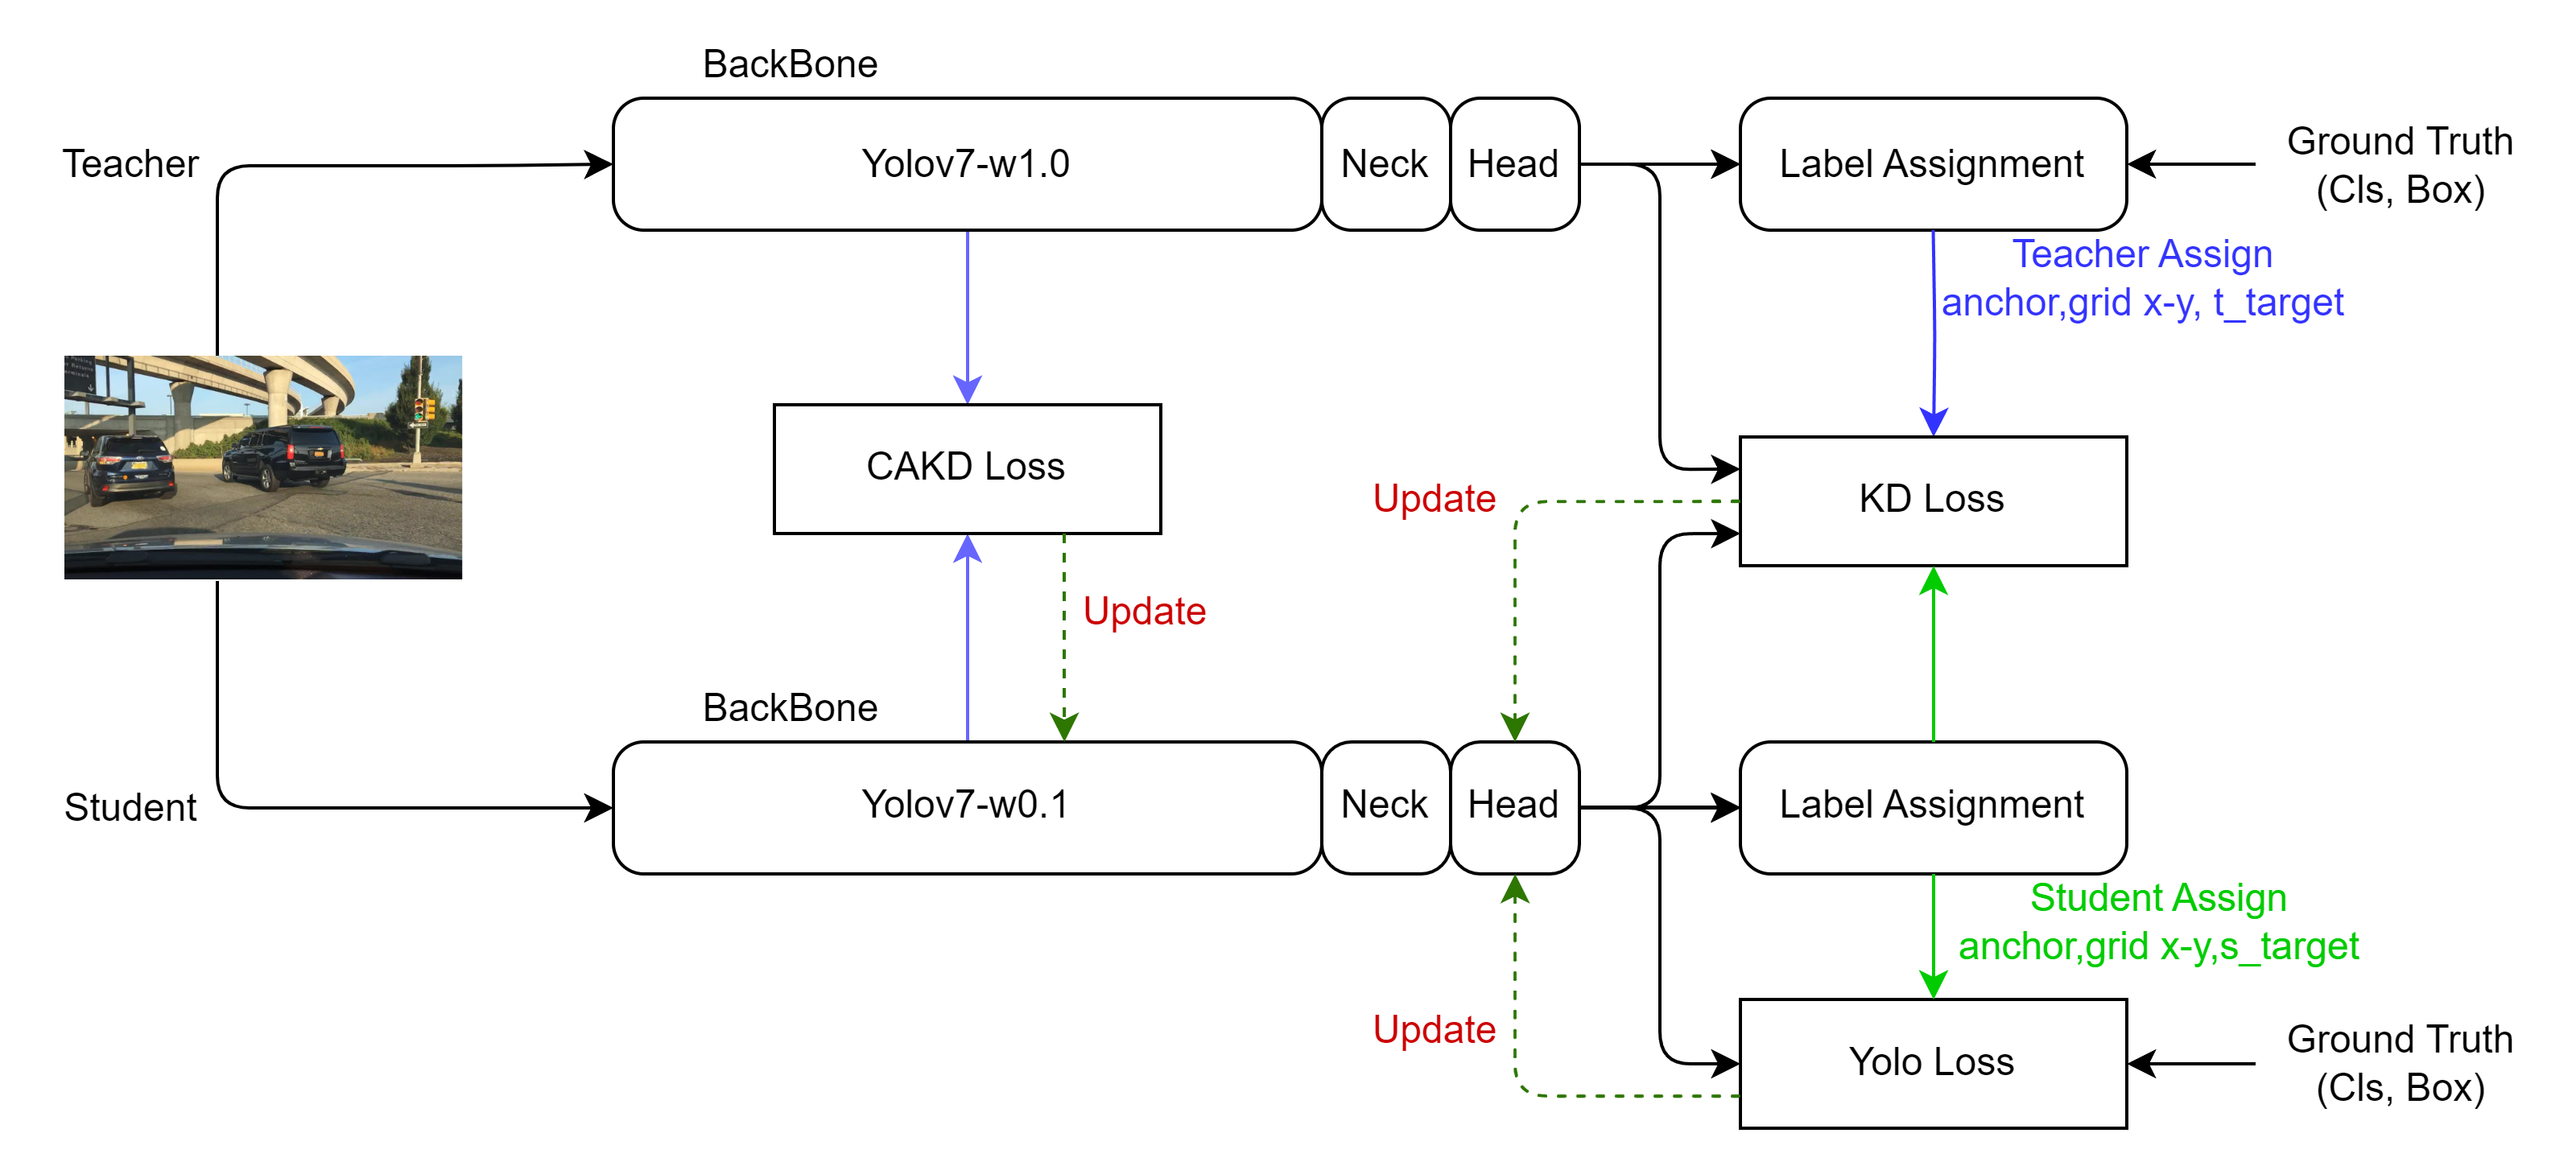 BackBone
Teacher
Yolov7-w1.0
Neck
Head
Label Assignment
Ground Truth
(Cls, Box)
Teacher Assign
anchor,grid x-y, t_target
CAKD Loss
Update
KD Loss
Update
BackBone
Student
Yolov7-w0.1
Neck
Head
Label Assignment
Student Assign
anchor,grid x-y,s_target
Update
Yolo Loss
Ground Truth
(Cls, Box)